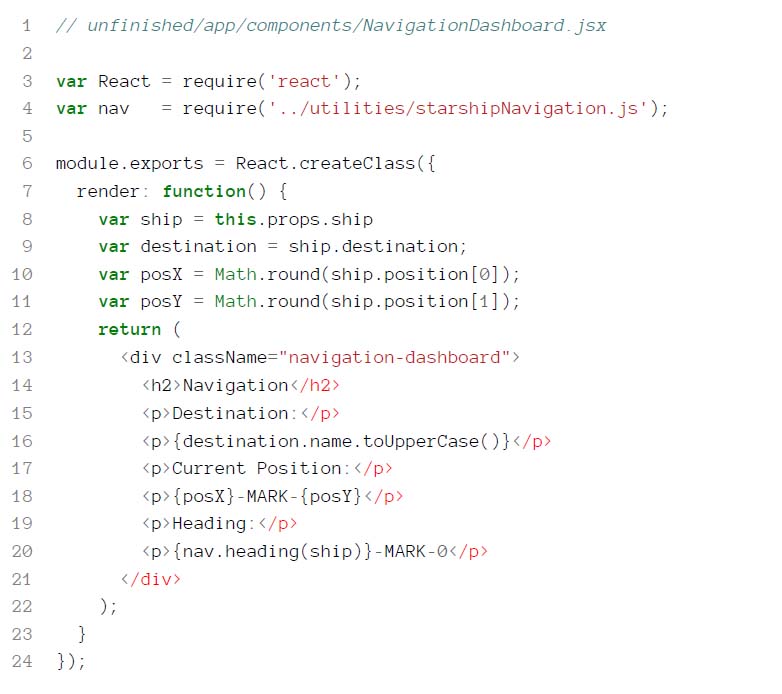 1 // unfinished/app/components/NavigationDashboard.jsx
2
3 var React = require('react');
4 var nav   = require('../utilities/starshipNavigation.js');
5
6 module.exports = React.createClass({
7   render: function() {
8     var ship = this.props.ship
9     var destination = ship.destination;
10     var posX = Math.round(ship.position[0]);
11     var posY = Math.round(ship.position[1]);
12     return (
13       <div className="navigation-dashboard">
14         <h2>Navigation</h2>
15         <p>Destination:</p>
16         <p>{destination.name.toUpperCase()}</p>
17         <p>Current Position:</p>
18         <p>{posX}-MARK-{posY}</p>
19         <p>Heading:</p>
20         <p>{nav.heading(ship)}-MARK-0</p>
21       </div>
22     );
23   }
24 });